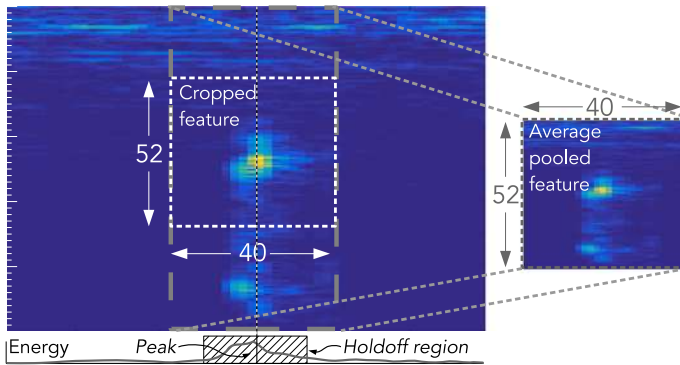 Cropped
feature
52
40
40
Average
pooled
feature
52
Energy
Peak
Holdoff region